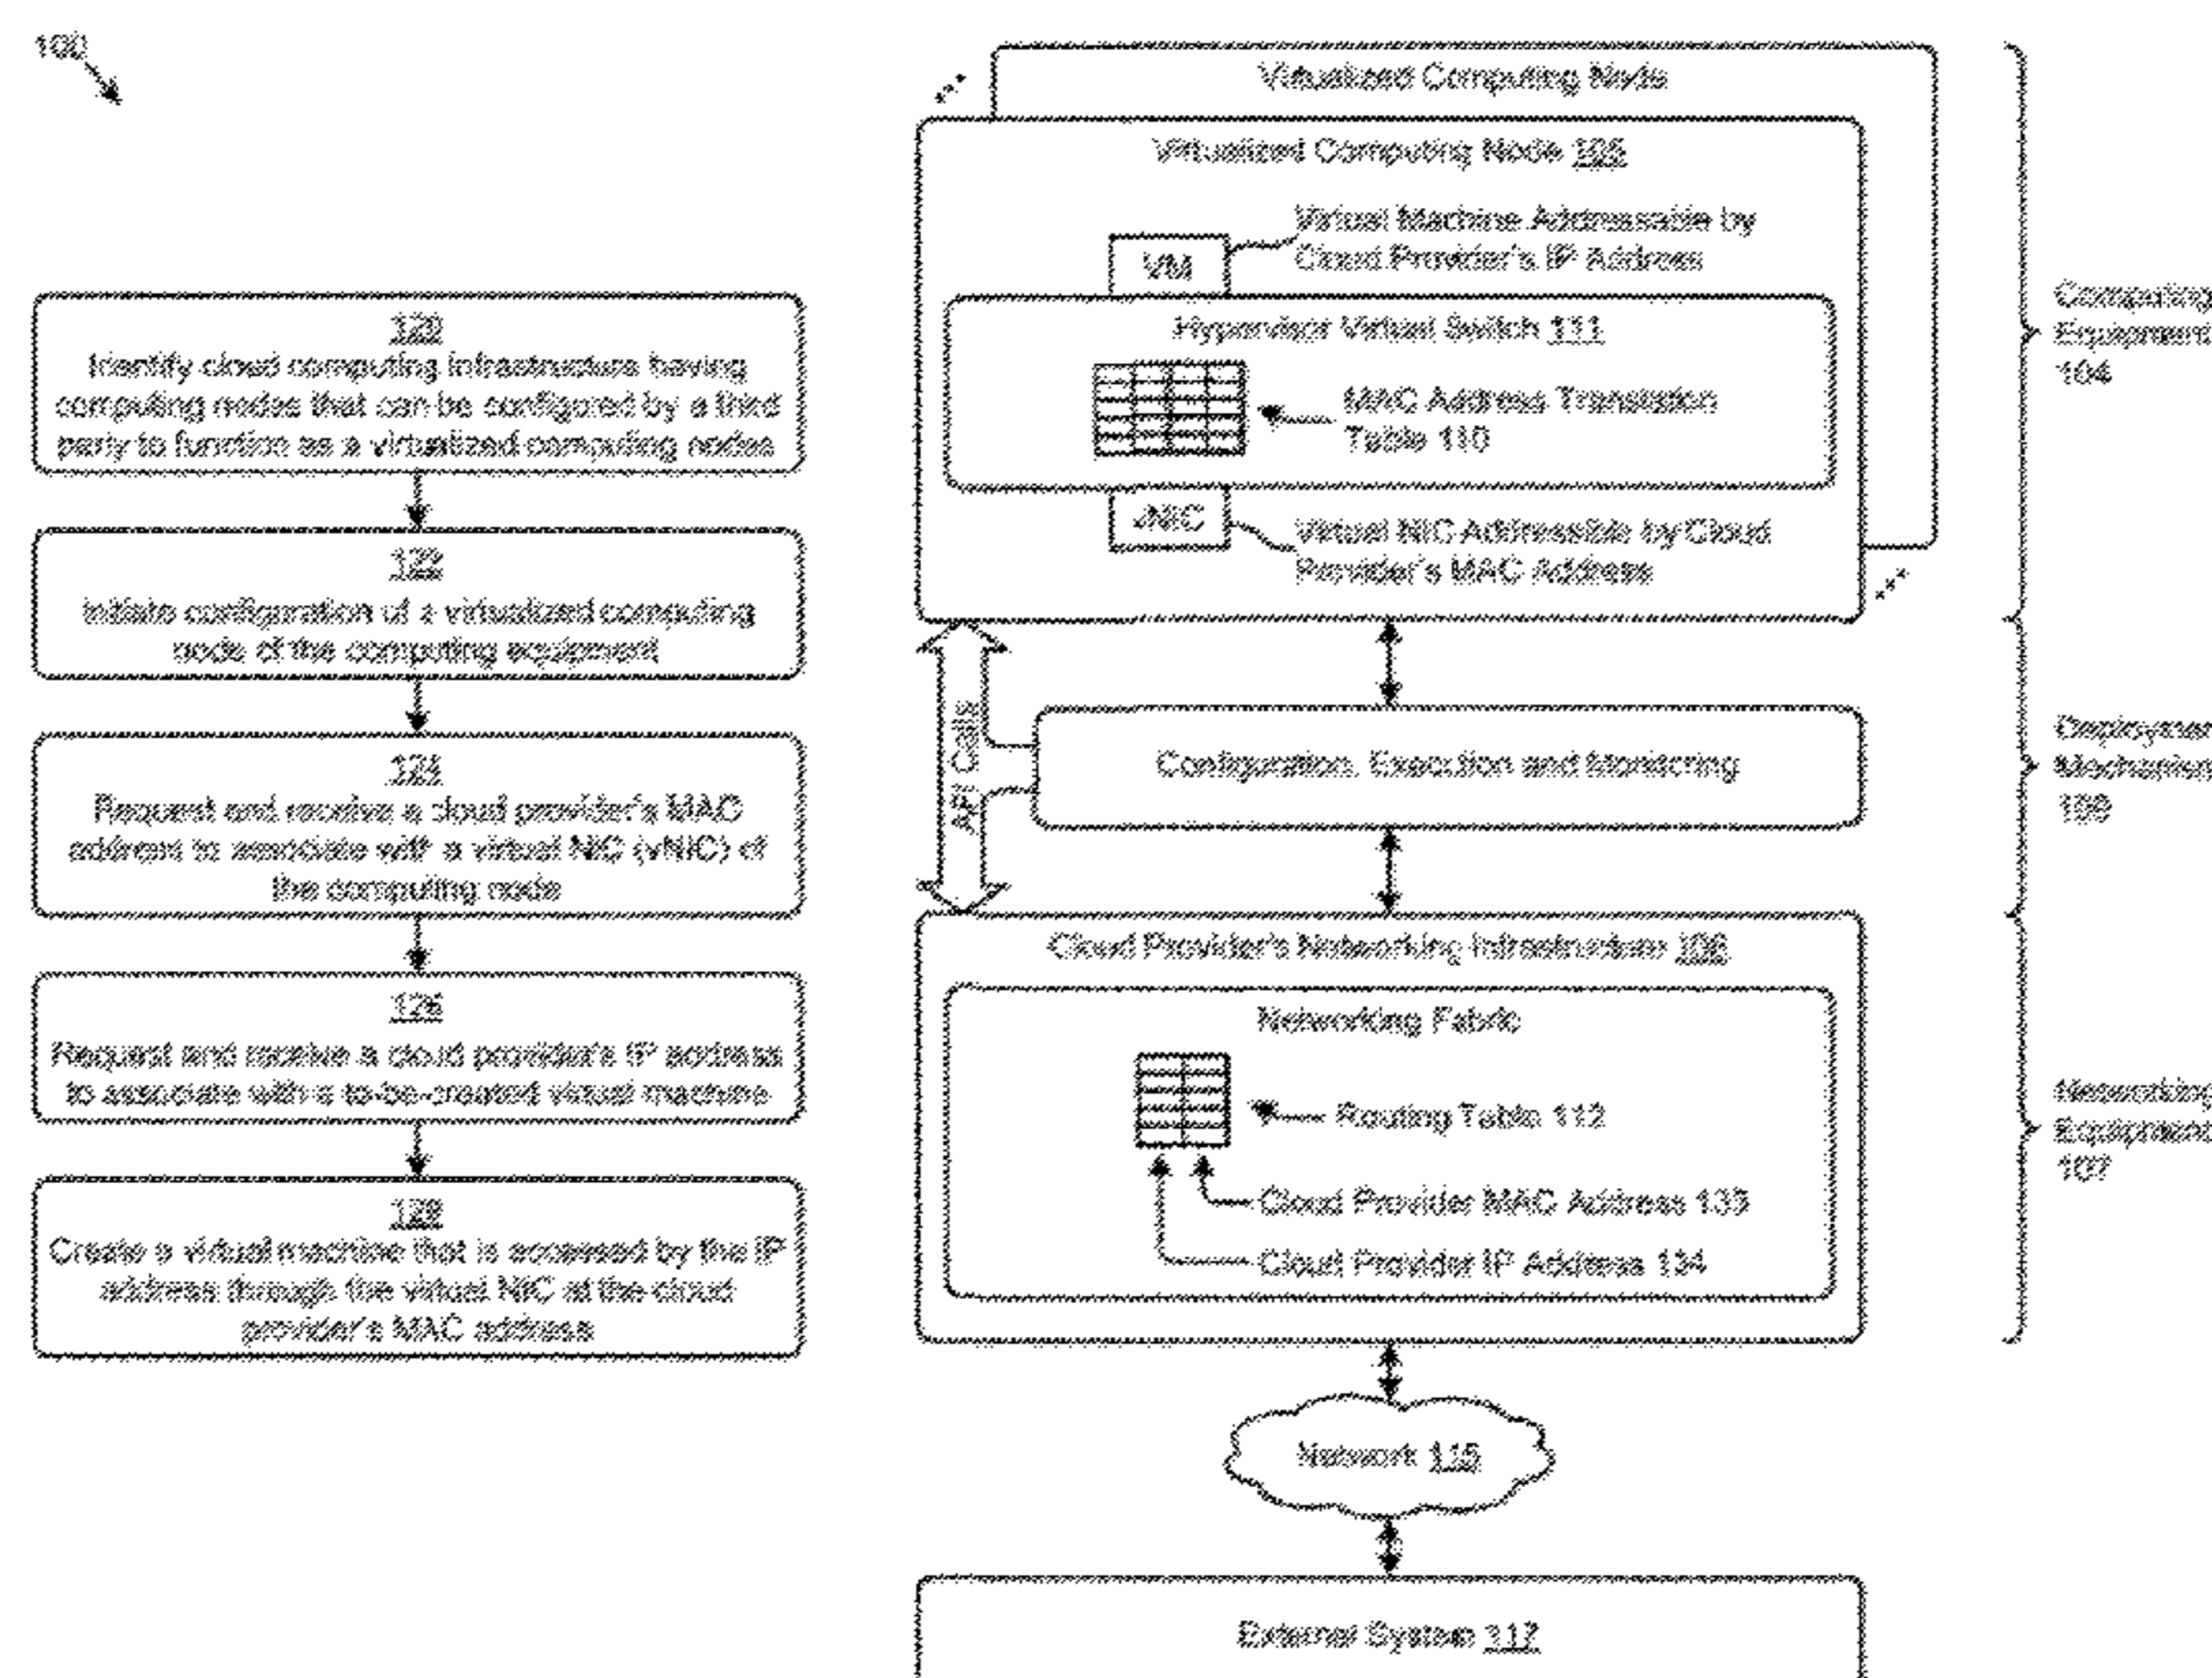 100
120
Identify cloud computing infrastructure having
computing nodes that can be configured by a third
party to function as a virtualized computing nodes
122
Initiate configuration of a virtualized computing
node of the computing equipment
124
Request and receive a cloud provider's MAC
address to associate with a virtual NIC (vNIC) of
the computing node
126
Request and receive a cloud provider's IP address
to associate with a to-be-created virtual machine
128
Create a virtual machine that is accessed by the IP
address through the virtual NIC at the cloud
provider's MAC address
Virtualized Computing Node
Virtualized Computing Node 105
VM
Virtual Machine Addressable by
Cloud Provider's IP Address
Hypervisor Virtual Switch 111
MAC Address Translation
Table 110
vNIC
Virtual NIC Addressible by Cloud
Provider's MAC Address
API Calls
Configuration, Execution and Monitoring
Cloud Provider's Networking Infrastructure
Networking Fabric
Routing Table 112
Cloud Provider MAC Address
Cloud Provider IP Address 134
Network 115
External System 117
Computing
Equipment
104
Networking
Equipment
107